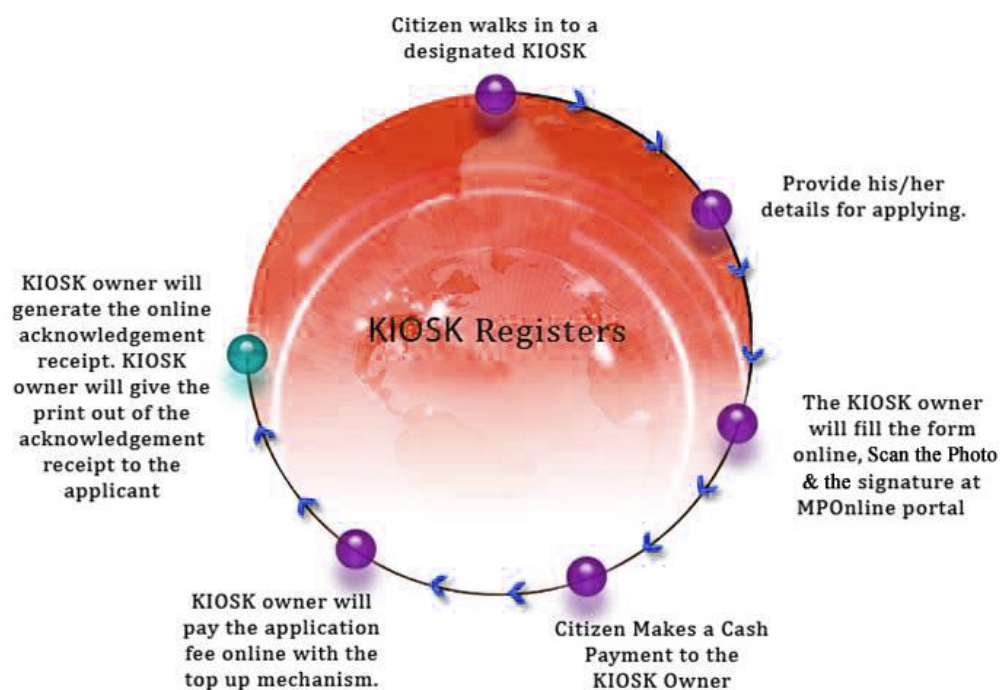 Citizen walks in to a
designated KIOSK
Provide his/her
details for applying.
The KIOSK owner
will fill the form
online, Scan the Photo
& the signature at
MPOnline portal
Citizen Makes a Cash
Payment to the
KIOSK Owner
KIOSK owner will
pay the application
fee online with the
top up mechanism.
KIOSK owner will
generate the online
acknowledgement
receipt. KIOSK
owner will give the
print out of the
acknowledgement
receipt to the
applicant
KIOSK Registers